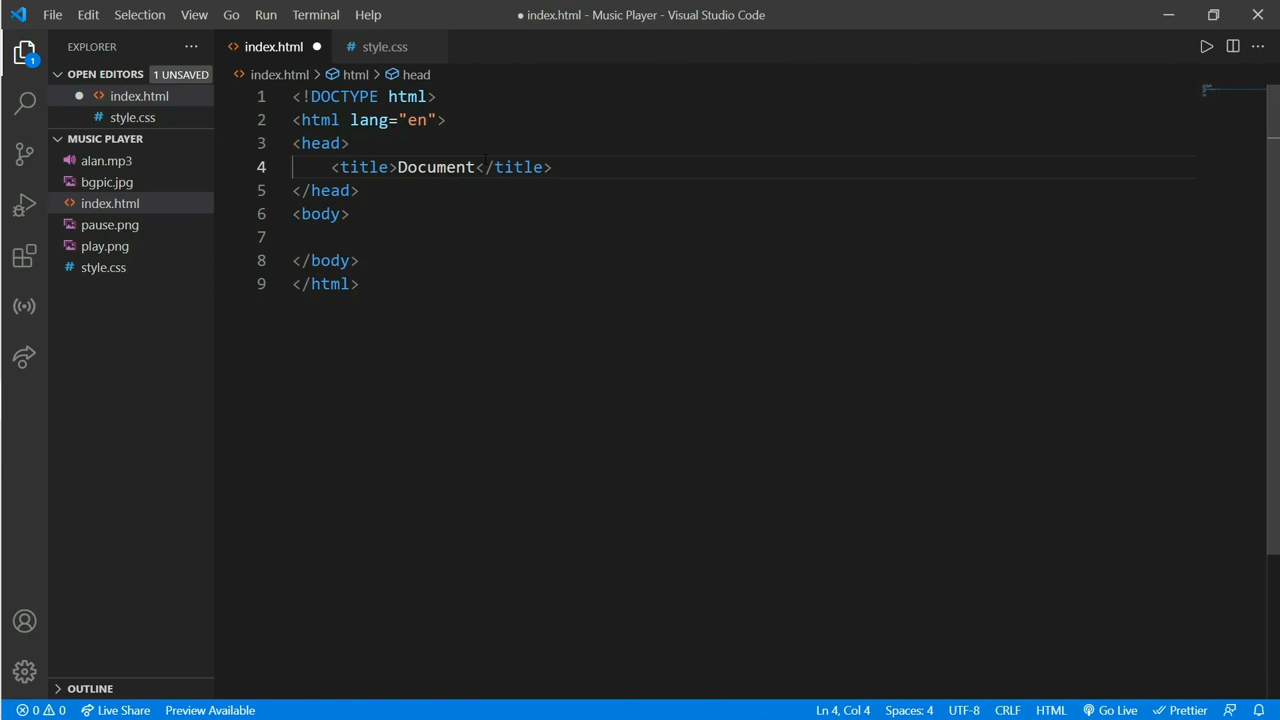 File Edit Selection View Go Run Terminal Help ● index.html - Music Player - Visual Studio Code
EXPLORER ···
index.html ●
# style.css
OPEN EDITORS 1 UNSAVED
● index.html
# style.css
MUSIC PLAYER
alan.mp3
bgpic.jpg
index.html
pause.png
play.png
# style.css
OUTLINE
1
index.html > html > head
1 <!DOCTYPE html>
2 <html lang="en">
3 <head>
4     <title>Document</title>
5 </head>
6 <body>
7
8 </body>
9 </html>
0 0 Live Share Preview Available Ln 4, Col 4 Spaces: 4 UTF-8 CRLF HTML Go Live Prettier